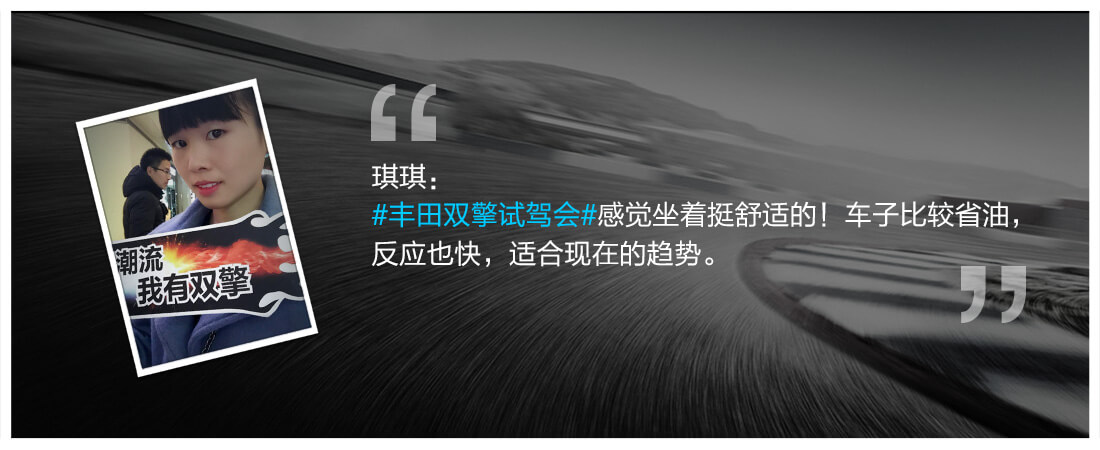 琪琪：
#丰田双擎试驾会#感觉坐着挺舒适的！车子比较省油，
反应也快，适合现在的趋势。
潮流
我有双擎